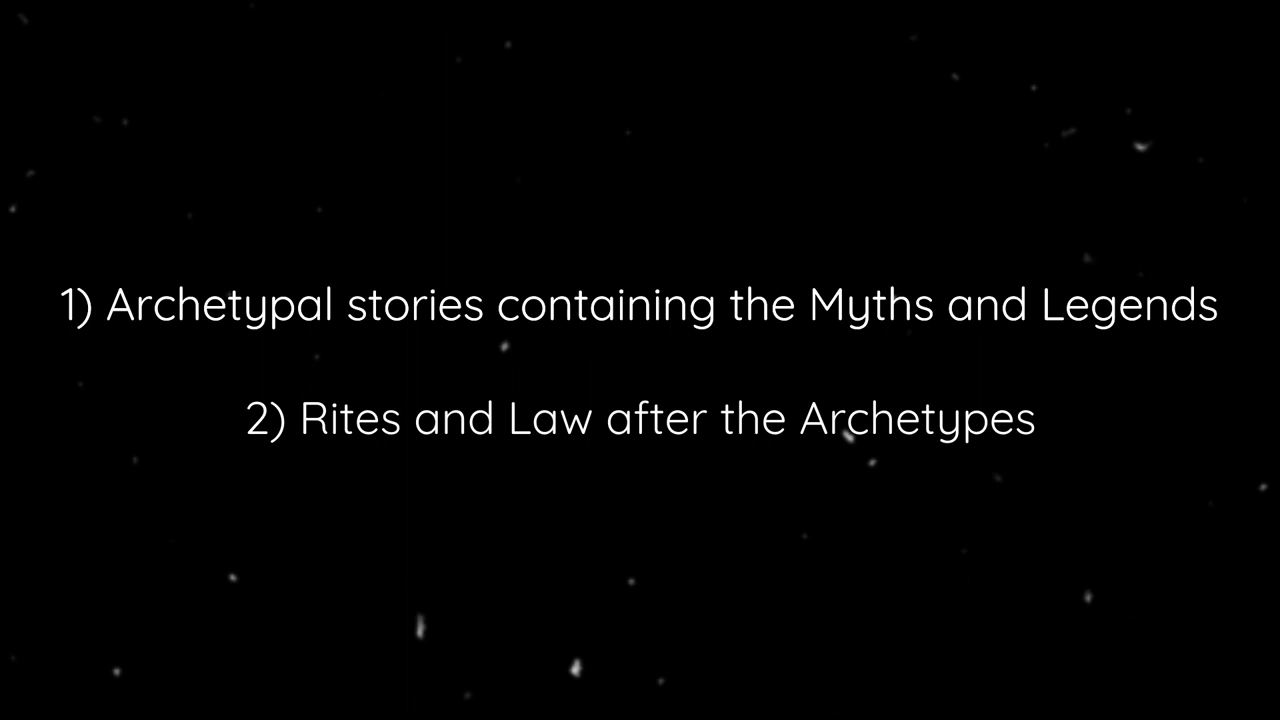 1) Archetypal stories containing the Myths and Legends
2) Rites and Law after the Archetypes